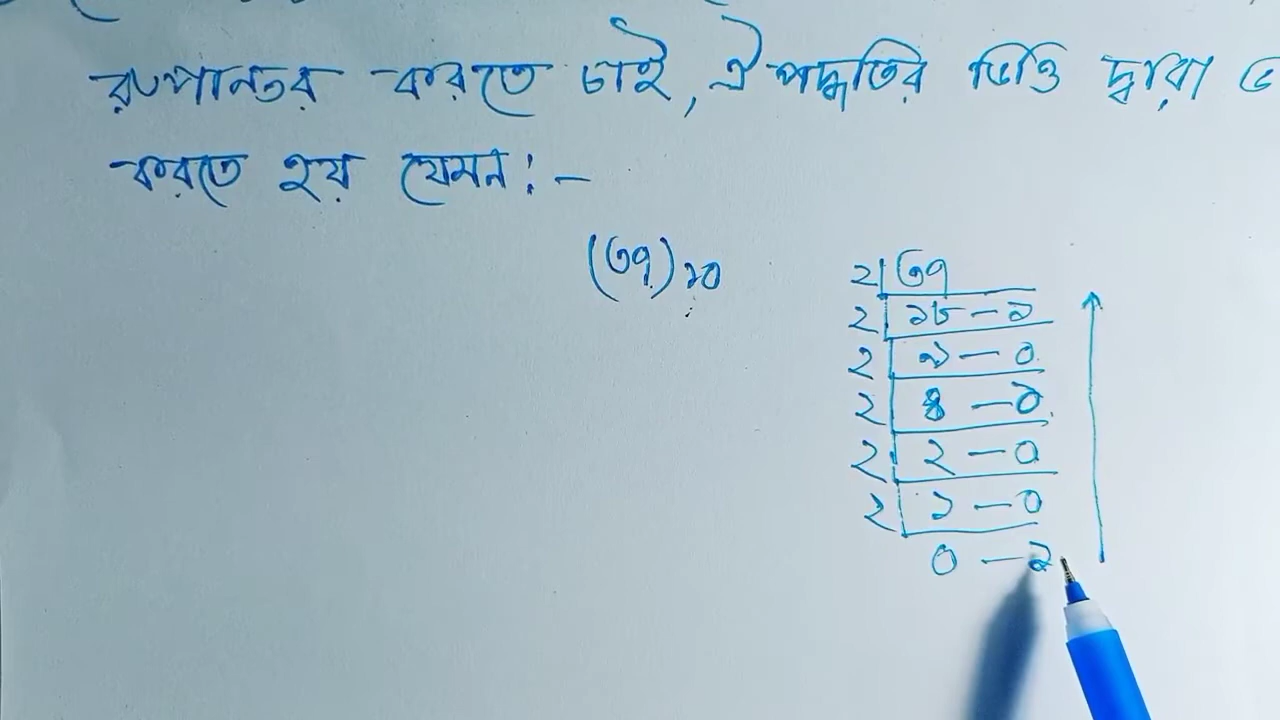 রূপান্তর করতে চাই, ঐ পদ্ধতির ভিত্তি দ্বারা
করতে হয় যেমন:-
(৩৭)১০
২|৩৭
২|১৮ - ১
২|৯ - ০
২|৪ - ১
২|২ - ০
২|১ - ০
০ - ১